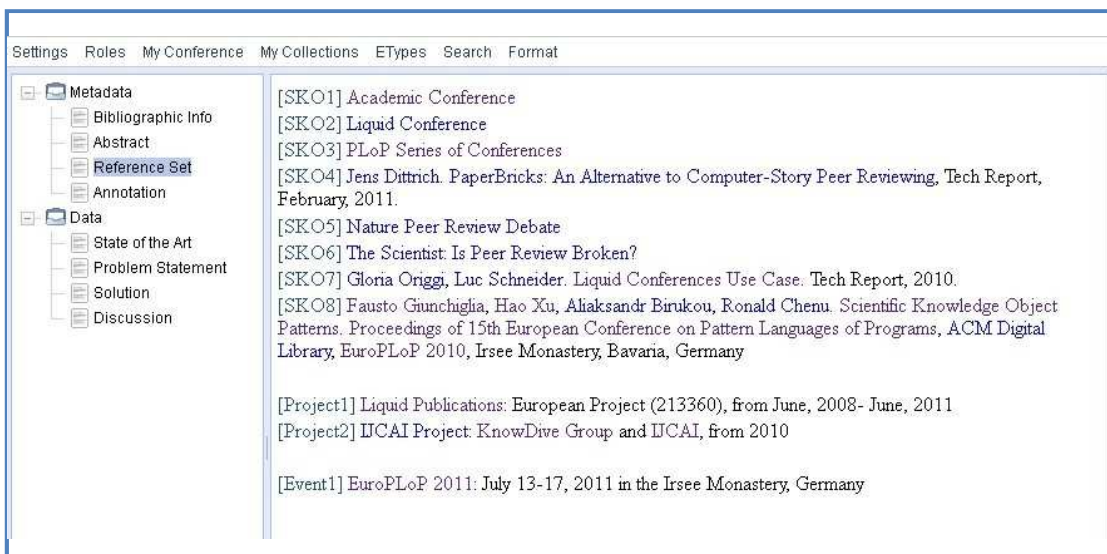 Settings Roles My Conference My Collections ETypes Search Format
Metadata
Bibliographic Info
Abstract
Reference Set
Annotation
Data
State of the Art
Problem Statement
Solution
Discussion
[SKO1] Academic Conference
[SKO2] Liquid Conference
[SKO3] PLoP Series of Conferences
[SKO4] Jens Dittrich. PaperBricks: An Alternative to Computer-Story Peer Reviewing, Tech Report,
February, 2011.
[SKO5] Nature Peer Review Debate
[SKO6] The Scientist: Is Peer Review Broken?
[SKO7] Gloria Origgi, Luc Schneider. Liquid Conferences Use Case. Tech Report, 2010.
[SKO8] Fausto Giunchiglia, Hao Xu, Aliaksandr Birukou, Ronald Chenu. Scientific Knowledge Object
Patterns. Proceedings of 15th European Conference on Pattern Languages of Programs, ACM Digital
Library, EuroPLoP 2010, Irsee Monastery, Bavaria, Germany
[Project1] Liquid Publications: European Project (213360), from June, 2008- June, 2011
[Project2] IJCAI Project: KnowDive Group and IJCAI, from 2010
[Event1] EuroPLoP 2011: July 13-17, 2011 in the Irsee Monastery, Germany